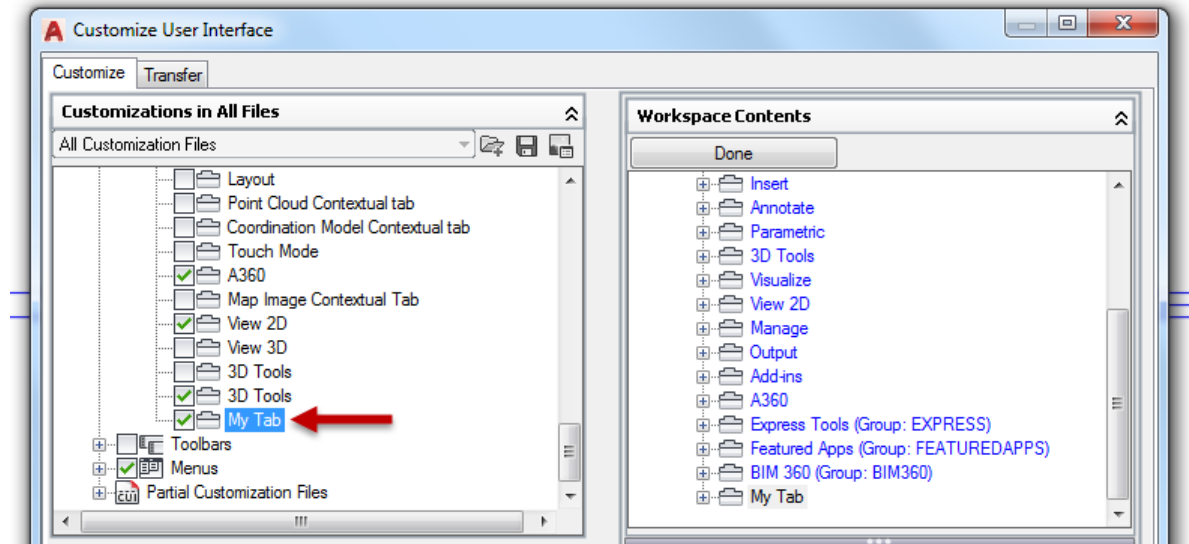 Customize User Interface
Customize Transfer
Customizations in All Files
All Customization Files
Layout
Point Cloud Contextual tab
Coordination Model Contextual tab
Touch Mode
A360
Map Image Contextual Tab
View 2D
View 3D
3D Tools
3D Tools
My Tab
Toolbars
Menus
CUI Partial Customization Files
Workspace Contents
Done
Insert
Annotate
Parametric
3D Tools
Visualize
View 2D
Manage
Output
Add-ins
A360
Express Tools (Group: EXPRESS)
Featured Apps (Group: FEATUREDAPPS)
BIM 360 (Group: BIM360)
My Tab